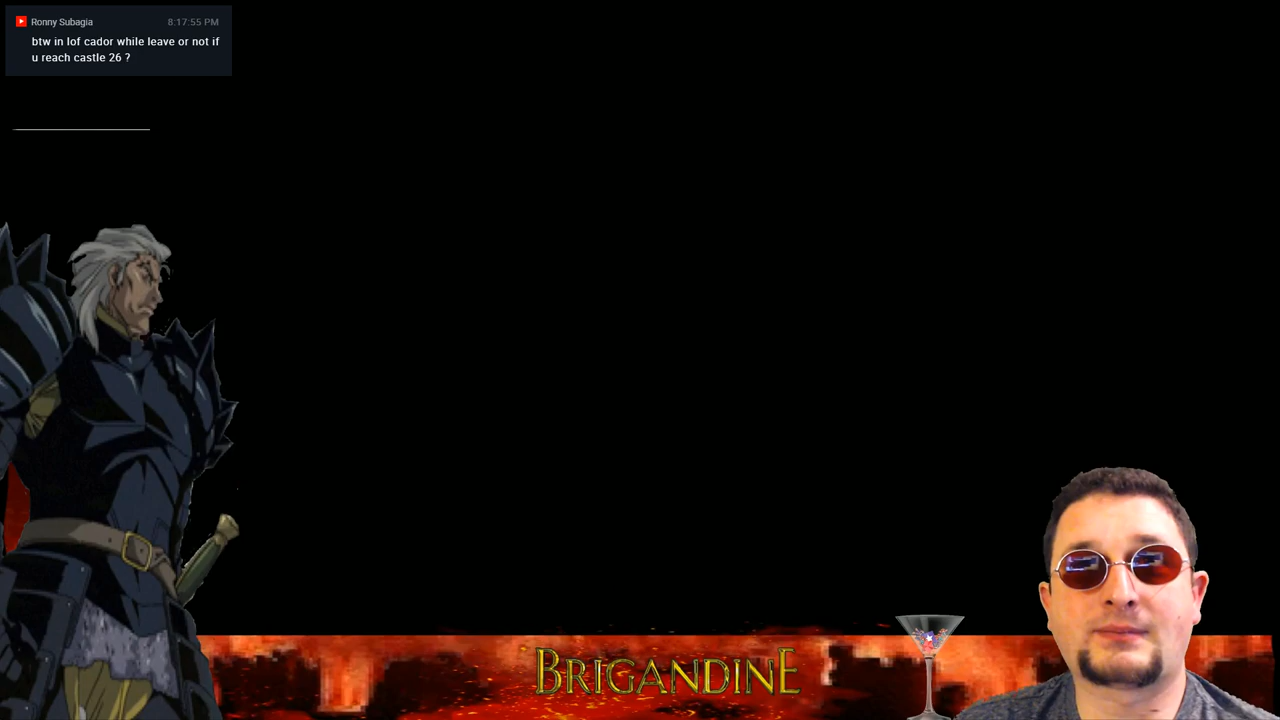 Ronny Subagia 8:17:55 PM
btw in lof cador while leave or not if
u reach castle 26 ?
BRIGANDINE